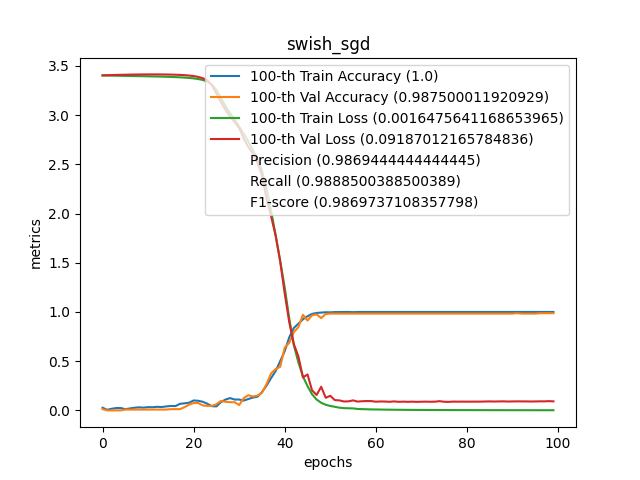 swish_sgd
100-th Train Accuracy (1.0)
100-th Val Accuracy (0.987500011920929)
100-th Train Loss (0.0016475641168653965)
100-th Val Loss (0.09187012165784836)
Precision (0.9869444444444445)
Recall (0.9888500388500389)
F1-score (0.9869737108357798)
metrics
3.5
3.0
2.5
2.0
1.5
1.0
0.5
0.0
0 20 40 60 80 100
epochs